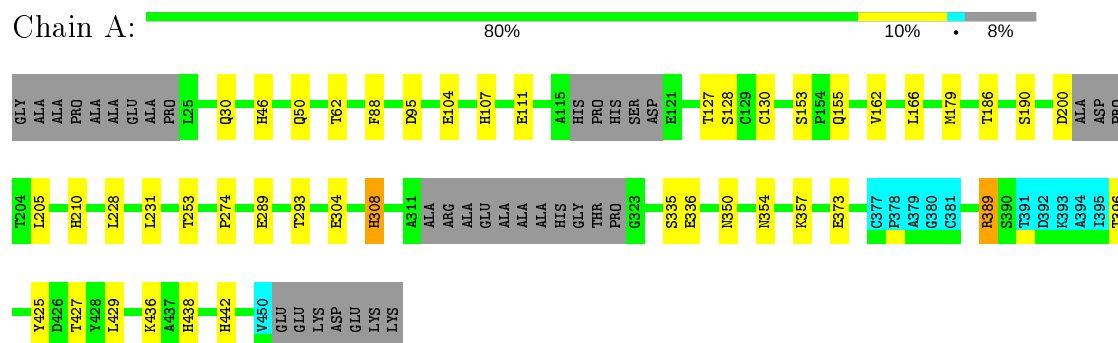 Chain A:
80% 10% • 8%
GLY ALA ALA PRO ALA ALA GLU ALA PRO L25 Q30 H46 Q50 T62 F88 D95 E104 H107 E111 A115 HIS PRO HIS SER ASP E121 T127 S128 C129 C130 S153 P154 Q155 V162 L166 M179 T186 S190 D200 ALA ASP PRO
T204 L205 H210 L228 L231 T253 P274 E289 T293 E304 H308 A311 ALA ARG ALA GLU ALA ALA ALA HIS GLY THR PRO G323 S335 E336 N350 N354 K357 E373 C377 P378 A379 G380 C381 R389 S390 T391 D392 K393 A394 I395 T396
Y425 D426 T427 Y428 L429 K436 A437 H438 H442 V450 GLU GLU LYS ASP GLU LYS LYS